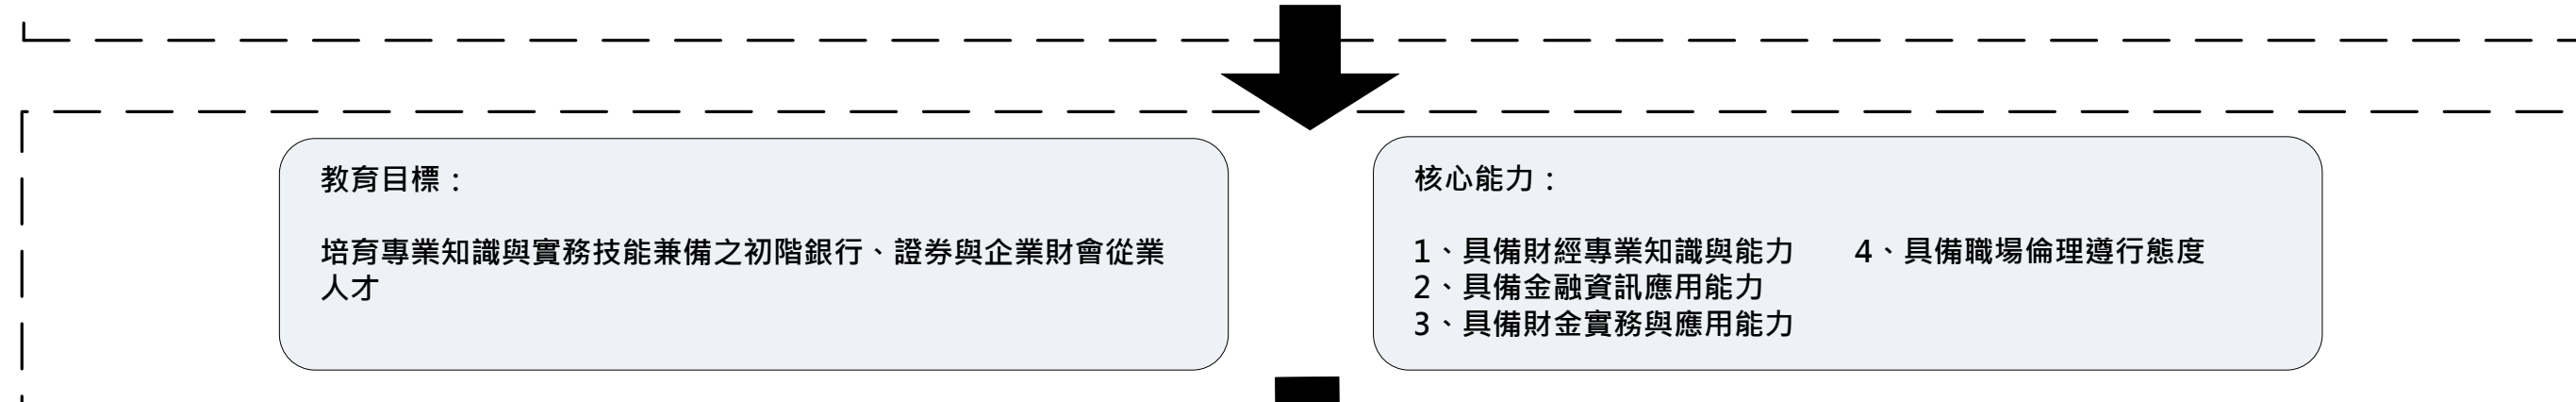 教育目標：
培育專業知識與實務技能兼備之初階銀行、證券與企業財會從業
人才
核心能力：
1、具備財經專業知識與能力　　4、具備職場倫理遵行態度
2、具備金融資訊應用能力
3、具備財金實務與應用能力